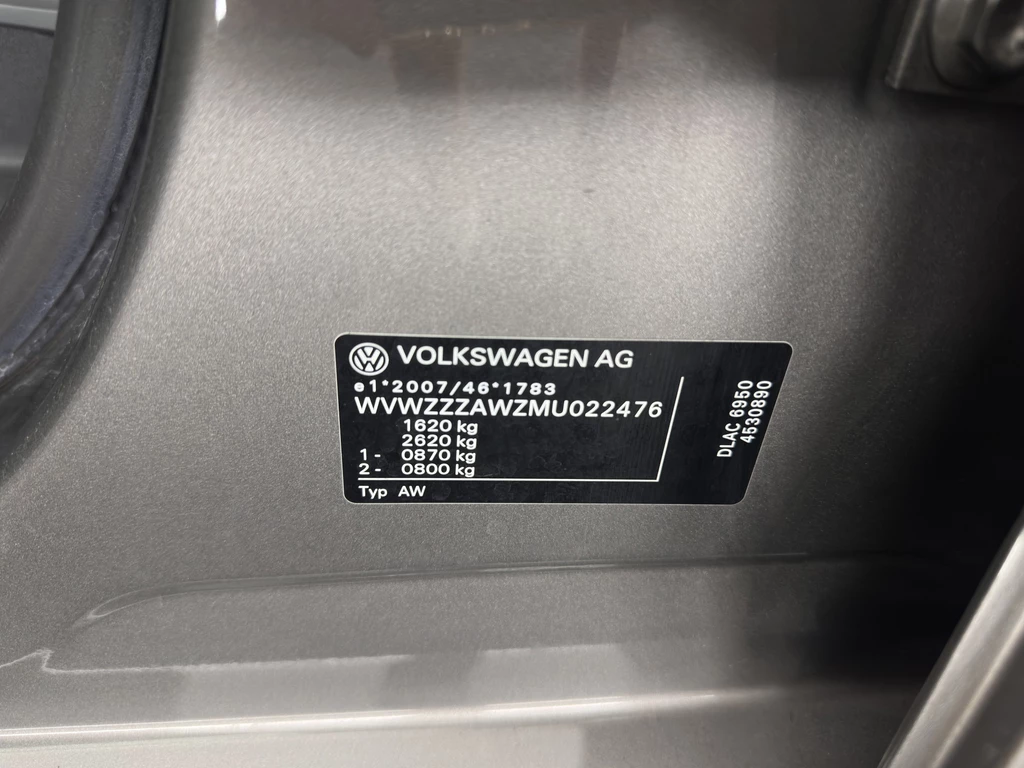 VOLKSWAGEN AG
e1*2007/46*1783
WVWZZZAWZMU022476
1620 kg
2620 kg
1 - 0870 kg
2 - 0800 kg
Typ AW
DLAC 6950
4530890